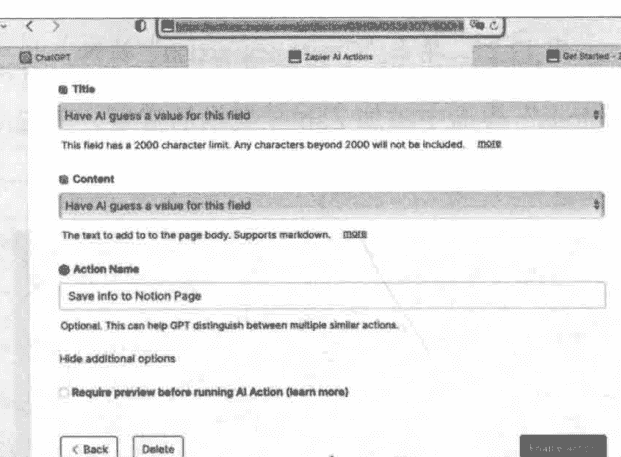 ChatGPT
Zapier AI Actions
Get Started -
Title
Have AI guess a value for this field
This field has a 2000 character limit. Any characters beyond 2000 will not be included. more
Content
Have AI guess a value for this field
The text to add to to the page body. Supports markdown. more
Action Name
Save info to Notion Page
Optional. This can help GPT distinguish between multiple similar actions.
Hide additional options
Require preview before running AI Action (learn more)
< Back Delete